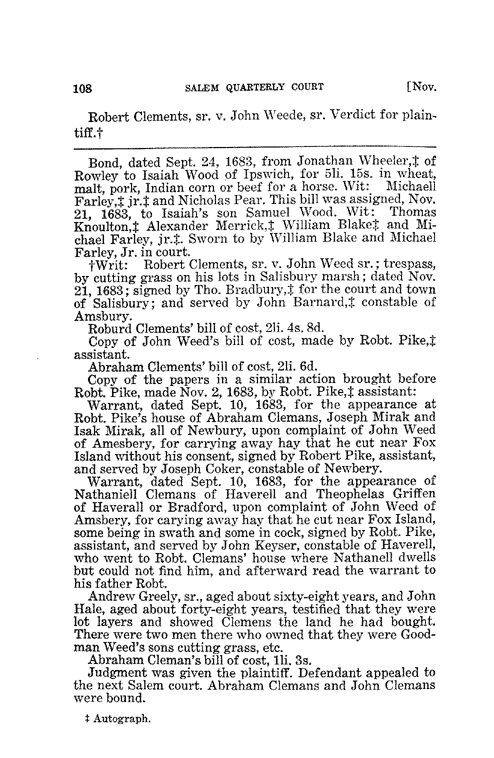 108 SALEM QUARTERLY COURT [Nov.
Robert Clements, sr. v. John Weede, sr. Verdict for plain-
tiff.†
Bond, dated Sept. 24, 1683, from Jonathan Wheeler,‡ of
Rowley to Isaiah Wood of Ipswich, for 5li. 15s. in wheat,
malt, pork, Indian corn or beef for a horse. Wit: Michaell
Farley,‡ jr.‡ and Nicholas Pear. This bill was assigned, Nov.
21, 1683, to Isaiah's son Samuel Wood. Wit: Thomas
Knoulton,‡ Alexander Merrick,‡ William Blake‡ and Mi-
chael Farley, jr.‡. Sworn to by William Blake and Michael
Farley, Jr. in court.
†Writ: Robert Clements, sr. v. John Weed sr.; trespass,
by cutting grass on his lots in Salisbury marsh; dated Nov.
21, 1683; signed by Tho. Bradbury,‡ for the court and town
of Salisbury; and served by John Barnard,‡ constable of
Amsbury.
Roburd Clements' bill of cost, 2li. 4s. 8d.
Copy of John Weed's bill of cost, made by Robt. Pike,‡
assistant.
Abraham Clements' bill of cost, 2li. 6d.
Copy of the papers in a similar action brought before
Robt. Pike, made Nov. 2, 1683, by Robt. Pike,‡ assistant:
Warrant, dated Sept. 10, 1683, for the appearance at
Robt. Pike's house of Abraham Clemans, Joseph Mirak and
Isak Mirak, all of Newbury, upon complaint of John Weed
of Amesbery, for carrying away hay that he cut near Fox
Island without his consent, signed by Robert Pike, assistant,
and served by Joseph Coker, constable of Newbery.
Warrant, dated Sept. 10, 1683, for the appearance of
Nathaniell Clemans of Haverell and Theophelas Griffen
of Haverall or Bradford, upon complaint of John Weed of
Amsbery, for carying away hay that he cut near Fox Island,
some being in swath and some in cock, signed by Robt. Pike,
assistant, and served by John Keyser, constable of Haverell,
who went to Robt. Clemans' house where Nathanell dwells
but could not find him, and afterward read the warrant to
his father Robt.
Andrew Greely, sr., aged about sixty-eight years, and John
Hale, aged about forty-eight years, testified that they were
lot layers and showed Clemens the land he had bought.
There were two men there who owned that they were Good-
man Weed's sons cutting grass, etc.
Abraham Cleman's bill of cost, 1li. 3s.
Judgment was given the plaintiff. Defendant appealed to
the next Salem court. Abraham Clemans and John Clemans
were bound.
‡ Autograph.